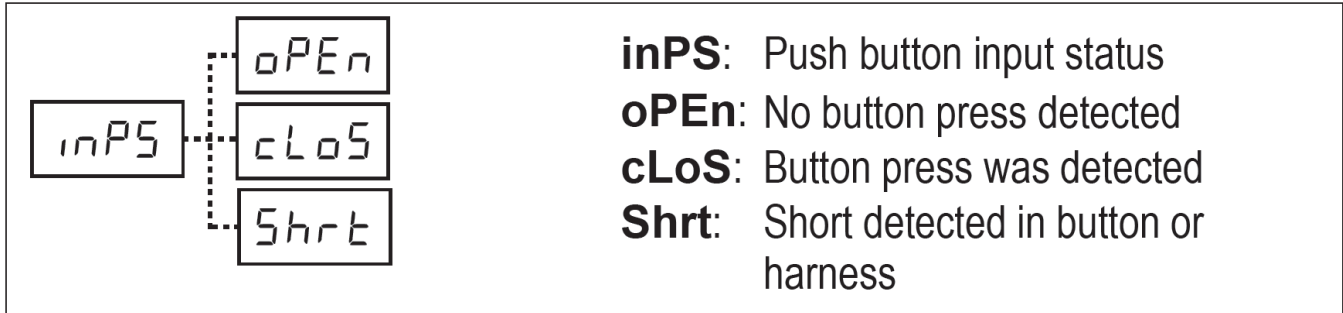 oPEn
inPS
cLoS
Shrt
inPS: Push button input status
oPEn: No button press detected
cLoS: Button press was detected
Shrt: Short detected in button or
harness